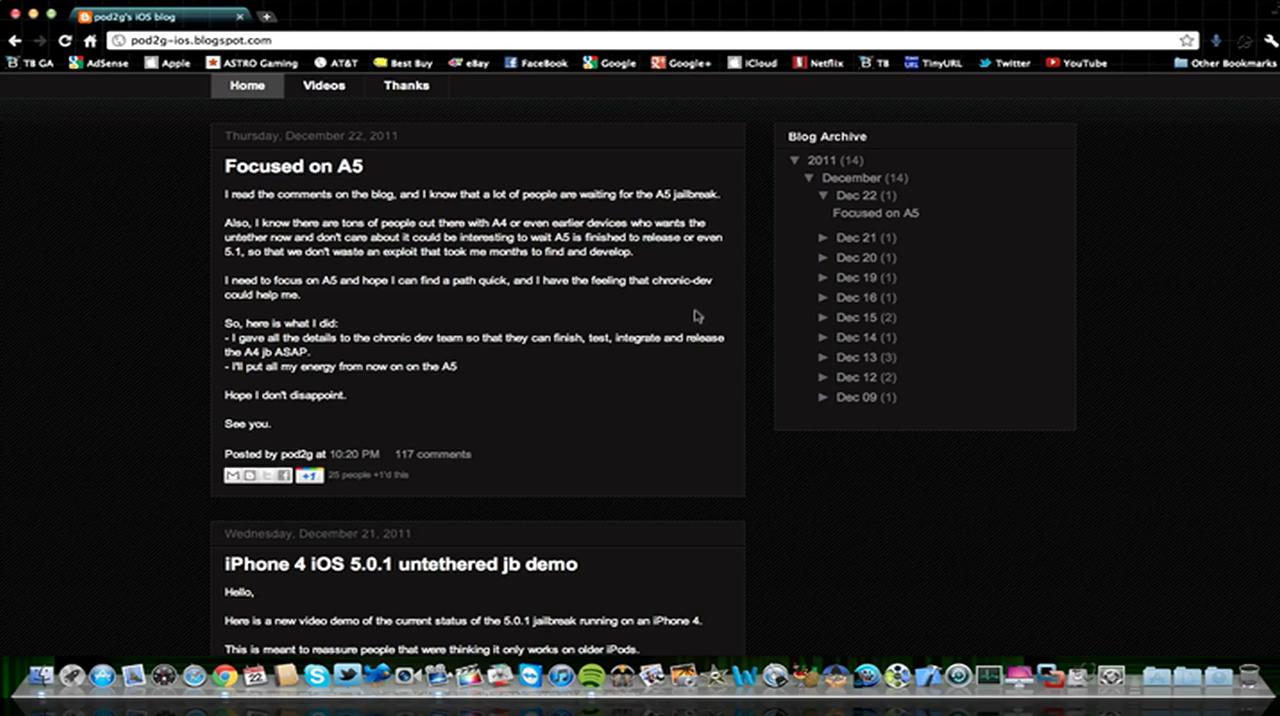 pod2g's iOS blog
pod2g-ios.blogspot.com
TB GA AdSense Apple ASTRO Gaming AT&T Best Buy eBay FaceBook Google Google+ iCloud Netflix TB TinyURL Twitter YouTube Other Bookmarks
Home Videos Thanks
Thursday, December 22, 2011
Focused on A5
I read the comments on the blog, and I know that a lot of people are waiting for the A5 jailbreak.
Also, I know there are tons of people out there with A4 or even earlier devices who wants the
untether now and don't care about it could be interesting to wait A5 is finished to release or even
5.1, so that we don't waste an exploit that took me months to find and develop.
I need to focus on A5 and hope I can find a path quick, and I have the feeling that chronic-dev
could help me.
So, here is what I did:
- I gave all the details to the chronic dev team so that they can finish, test, integrate and release
the A4 jb ASAP.
- I'll put all my energy from now on on the A5
Hope I don't disappoint.
See you.
Posted by pod2g at 10:20 PM 117 comments
+1 25 people +1'd this
Wednesday, December 21, 2011
iPhone 4 iOS 5.0.1 untethered jb demo
Hello,
Here is a new video demo of the current status of the 5.0.1 jailbreak running on an iPhone 4.
This is meant to reassure people that were thinking it only works on older iPods.
Blog Archive
▼ 2011 (14)
▼ December (14)
▼ Dec 22 (1)
Focused on A5
► Dec 21 (1)
► Dec 20 (1)
► Dec 19 (1)
► Dec 16 (1)
► Dec 15 (2)
► Dec 14 (1)
► Dec 13 (3)
► Dec 12 (2)
► Dec 09 (1)
22